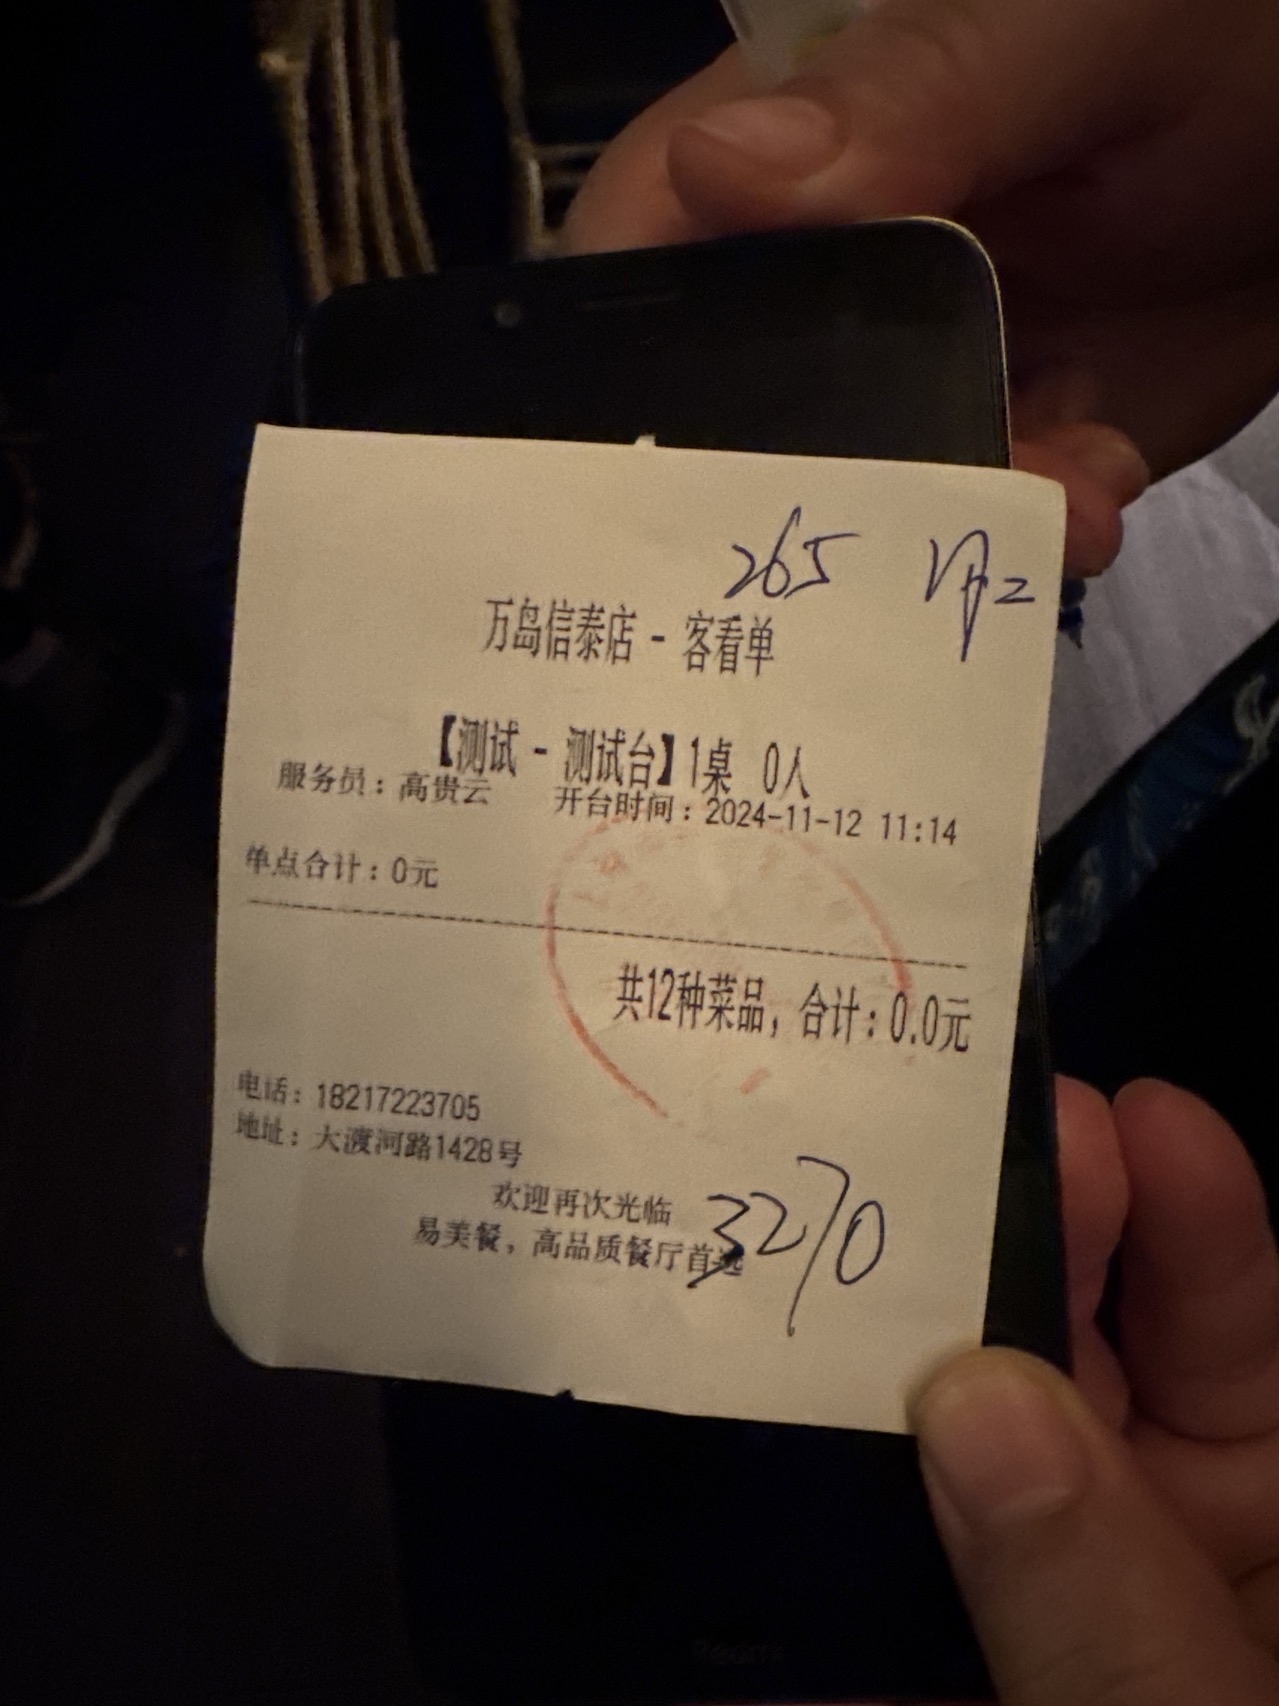 265
万岛信泰店 - 客看单
【测试 - 测试台】1桌 0人
服务员：高贵云 开台时间：2024-11-12 11:14
单点合计：0元
共12种菜品，合计：0.0元
电话：18217223705
地址：大渡河路1428号
欢迎再次光临
易美餐，高品质餐厅首选
3270